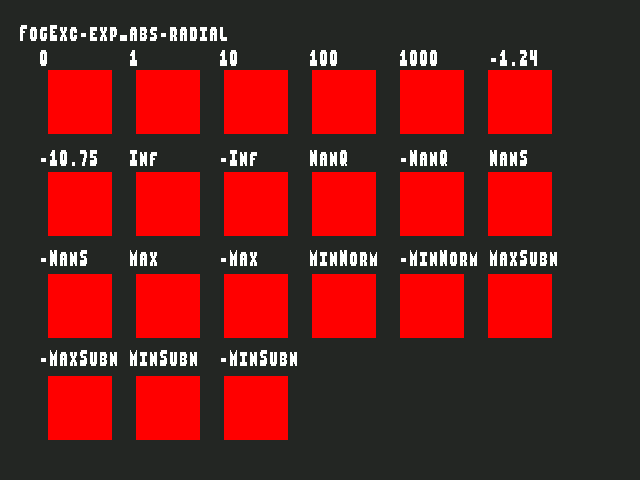 FogExc-exp_abs-radial
0 1 10 100 1000 -1.24
-10.75 Inf -Inf NanQ -NanQ NanS
-NanS Max -Max MinNorm -MinNorm MaxSubN
-MaxSubN MinSubN -MinSubN